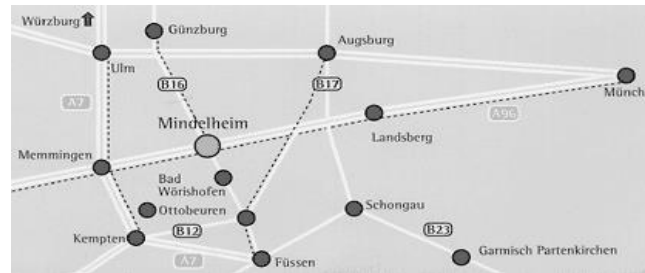 Würzburg
Günzburg
Augsburg
Ulm
B16
B17
Münch
A7
A96
Mindelheim
Landsberg
Memmingen
Bad
Wörishofen
Ottobeuren
Schongau
B12
B23
Kempten
A7
Füssen
Garmisch Partenkirchen